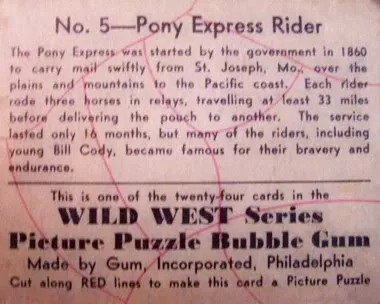 No. 5—Pony Express Rider
The Pony Express was started by the government in 1860
to carry mail swiftly from St. Joseph, Mo., over the
plains and mountains to the Pacific coast. Each rider
rode three horses in relays, travelling at least 33 miles
before delivering the pouch to another. The service
lasted only 16 months, but many of the riders, including
young Bill Cody, became famous for their bravery and
endurance.
This is one of the twenty-four cards in the
WILD WEST Series
Picture Puzzle Bubble Gum
Made by Gum, Incorporated, Philadelphia
Cut along RED lines to make this card a Picture Puzzle